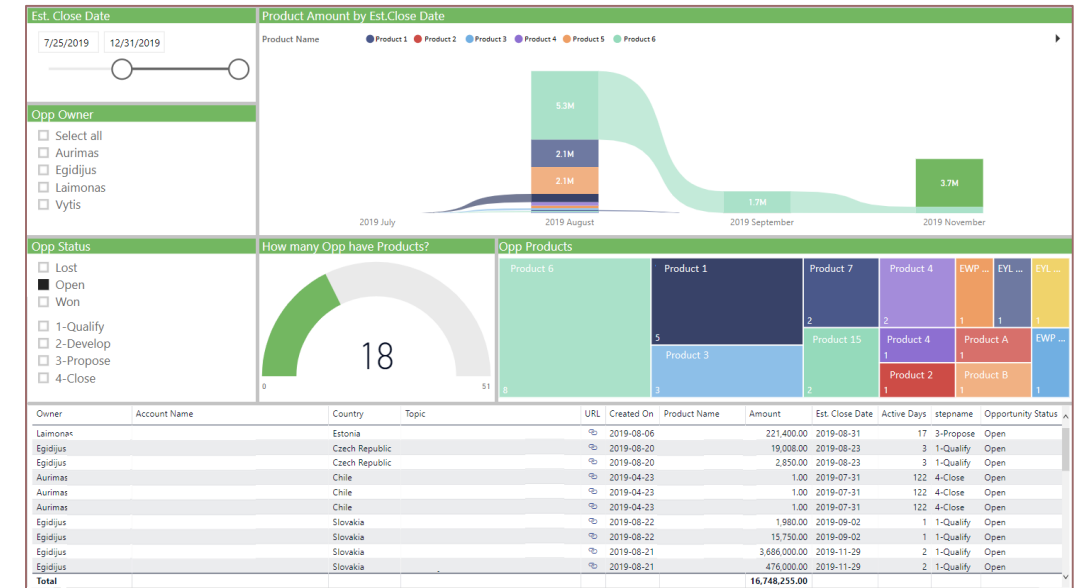 Est. Close Date
7/25/2019 12/31/2019
Opp Owner
Select all
Aurimas
Egidijus
Laimonas
Vytis
Product Amount by Est.Close Date
Product Name Product 1 Product 2 Product 3 Product 4 Product 5 Product 6
5.3M
2.1M
2.1M
1.7M
3.7M
2019 July 2019 August 2019 September 2019 November
Opp Status
Lost
Open
Won
1-Qualify
2-Develop
3-Propose
4-Close
How many Opp have Products?
18
0 51
Opp Products
Product 6
8
Product 1
5
Product 3
3
Product 7
2
Product 15
2
Product 4
2
Product 4
1
Product 2
1
EWP ...
1
EYL ...
1
EYL ...
1
Product A
1
Product B
1
EWP ...
1
Owner Account Name Country Topic URL Created On Product Name Amount Est. Close Date Active Days stepname Opportunity Status
Laimonas Estonia 2019-08-06 221,400.00 2019-08-31 17 3-Propose Open
Egidijus Czech Republic 2019-08-20 19,008.00 2019-08-23 3 1-Qualify Open
Egidijus Czech Republic 2019-08-20 2,850.00 2019-08-23 3 1-Qualify Open
Aurimas Chile 2019-04-23 1.00 2019-07-31 122 4-Close Open
Aurimas Chile 2019-04-23 1.00 2019-07-31 122 4-Close Open
Aurimas Chile 2019-04-23 1.00 2019-07-31 122 4-Close Open
Egidijus Slovakia 2019-08-22 1,980.00 2019-09-02 1 1-Qualify Open
Egidijus Slovakia 2019-08-22 15,750.00 2019-09-02 1 1-Qualify Open
Egidijus Slovakia 2019-08-21 3,686,000.00 2019-11-29 2 1-Qualify Open
Egidijus Slovakia 2019-08-21 476,000.00 2019-11-29 2 1-Qualify Open
Total 16,748,255.00